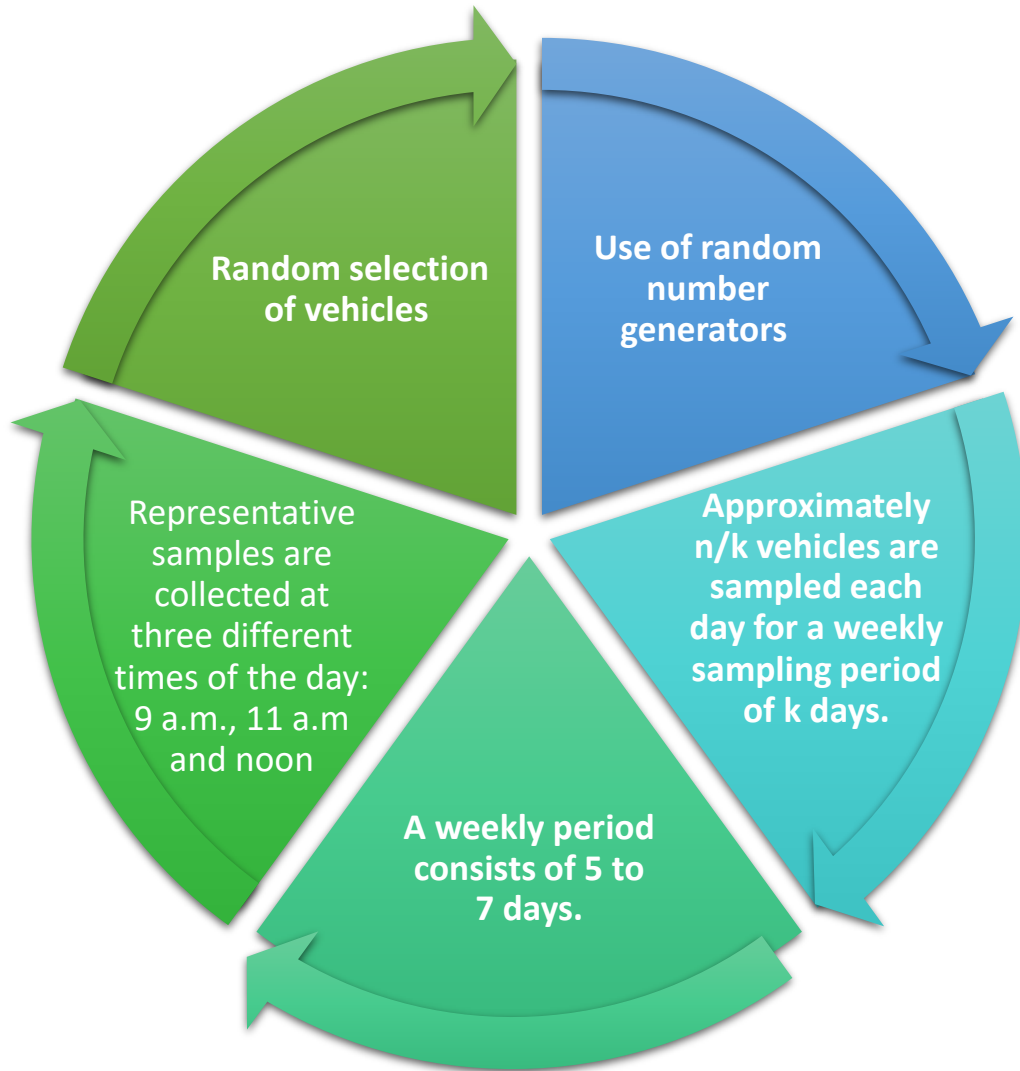 Use of random
number
generators
Approximately
n/k vehicles are
sampled each
day for a weekly
sampling period
of k days.
A weekly period
consists of 5 to
7 days.
Representative
samples are
collected at
three different
times of the day:
9 a.m., 11 a.m
and noon
Random selection
of vehicles